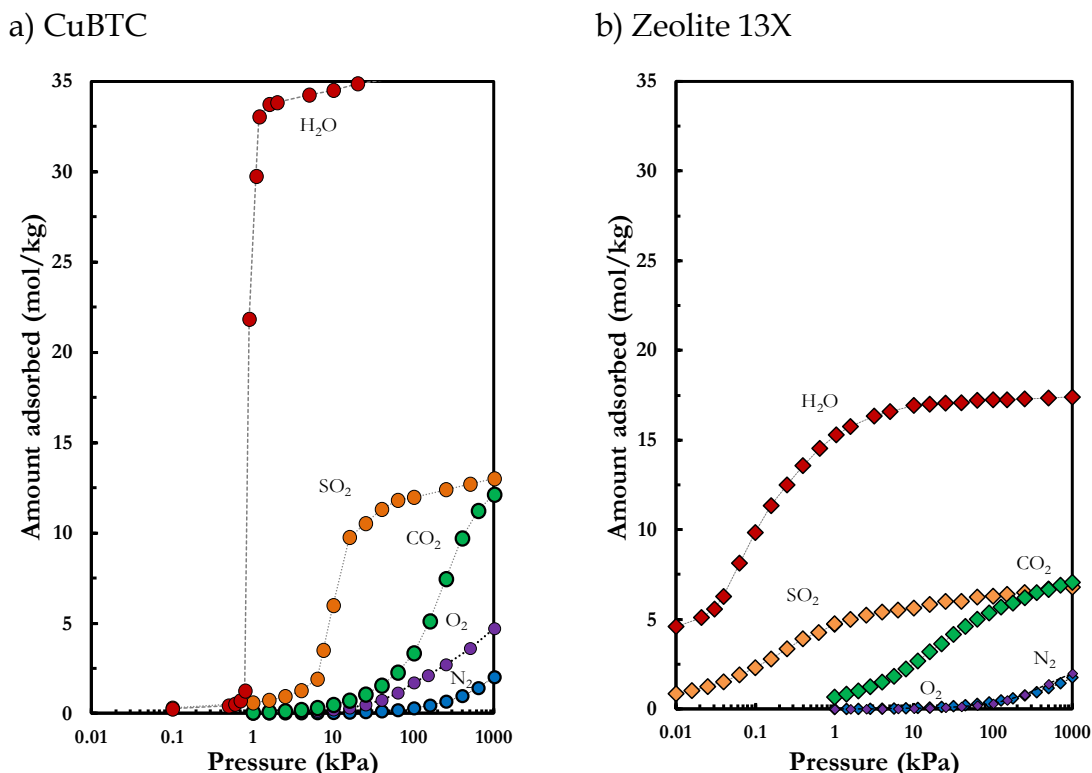 a) CuBTC
b) Zeolite 13X
Amount adsorbed (mol/kg)
35
30
25
20
15
10
5
0
H₂O
SO₂
CO₂
O₂
N₂
0.01 0.1 1 10 100 1000
Pressure (kPa)
Amount adsorbed (mol/kg)
35
30
25
20
15
10
5
0
H₂O
SO₂
CO₂
N₂
O₂
0.01 0.1 1 10 100 1000
Pressure (kPa)